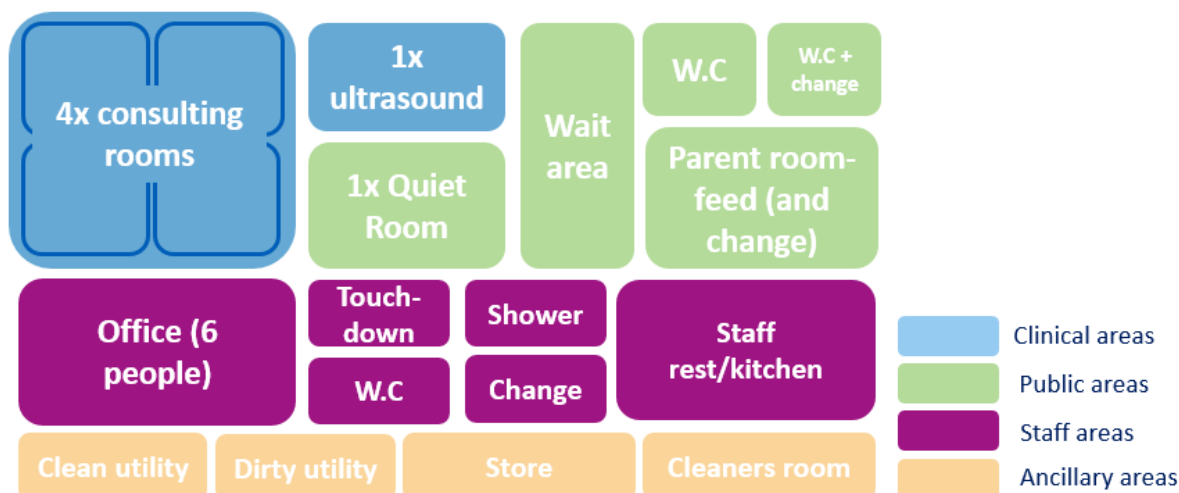 4x consulting
rooms
1x
ultrasound
1x Quiet
Room
Wait
area
W.C
W.C +
change
Parent room-
feed (and
change)
Office (6
people)
Touch-
down
Shower
W.C
Change
Staff
rest/kitchen
Clean utility
Dirty utility
Store
Cleaners room
Clinical areas
Public areas
Staff areas
Ancillary areas